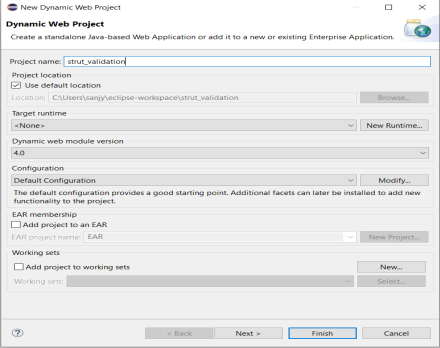 New Dynamic Web Project
Dynamic Web Project
Create a standalone Java-based Web Application or add it to a new or existing Enterprise Application.
Project name: strut_validation
Project location
Use default location
Location: C:\Users\sanjy\eclipse-workspace\strut_validation Browse...
Target runtime
<None> New Runtime...
Dynamic web module version
4.0
Configuration
Default Configuration Modify...
The default configuration provides a good starting point. Additional facets can later be installed to add new
functionality to the project.
EAR membership
Add project to an EAR
EAR project name: EAR New Project...
Working sets
Add project to working sets New...
Working sets: Select...
? < Back Next > Finish Cancel